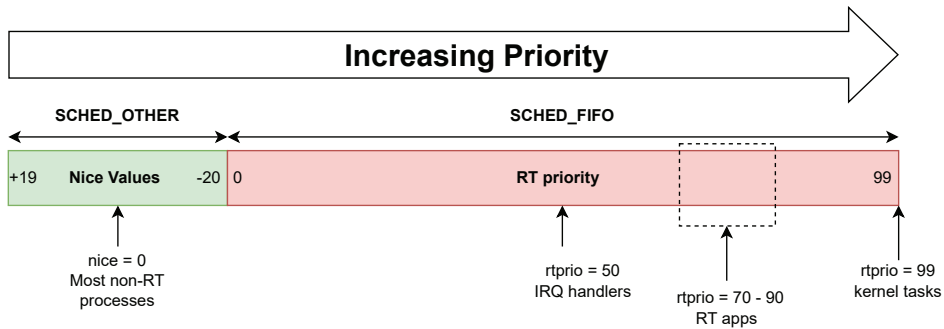 Increasing Priority
SCHED_OTHER
SCHED_FIFO
+19 Nice Values -20 0 RT priority 99
nice = 0
Most non-RT
processes
rtprio = 50
IRQ handlers
rtprio = 70 - 90
RT apps
rtprio = 99
kernel tasks